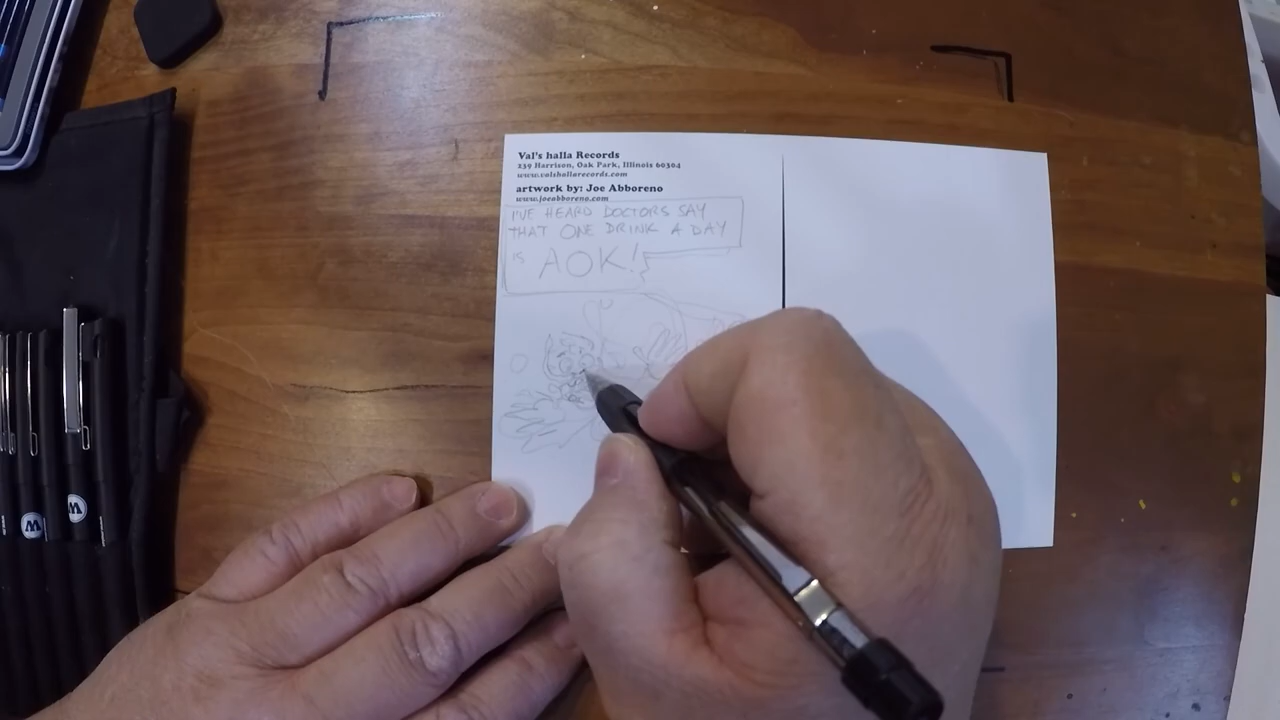 Val's halla Records
239 Harrison, Oak Park, Illinois 60304
www.valshallarecords.com
artwork by: Joe Abboreno
www.joeabboreno.com
I'VE HEARD DOCTORS SAY
THAT ONE DRINK A DAY
IS AOK!